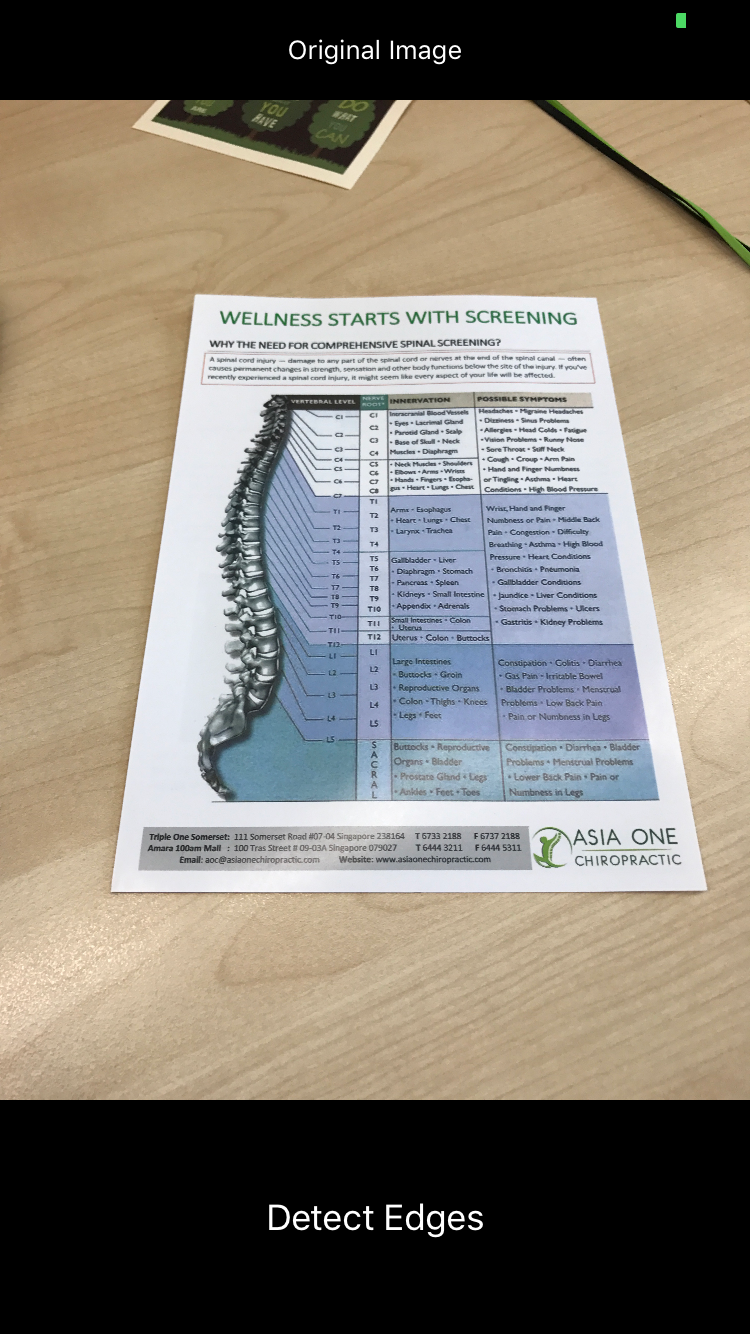 Original Image
YOU
HAVE
DO
WHAT
YOU
CAN
WELLNESS STARTS WITH SCREENING
WHY THE NEED FOR COMPREHENSIVE SPINAL SCREENING?
A spinal cord injury — damage to any part of the spinal cord or nerves at the end of the spinal canal — often
causes permanent changes in strength, sensation and other body functions below the site of the injury. If you've
recently experienced a spinal cord injury, it might seem like every aspect of your life will be affected.
VERTEBRAL LEVEL
C1
C2
C3
C4
C5
C6
C7
T1
T2
T3
T4
T5
T6
T7
T8
T9
T10
T11
T12
L1
L2
L3
L4
L5
NERVE
ROOT*
C1
C2
C3
C4
C5
C6
C7
C8
T1
T2
T3
T4
T5
T6
T7
T8
T9
T10
T11
T12
L1
L2
L3
L4
L5
S
A
C
R
A
L
INNERVATION
Intracranial Blood Vessels
• Eyes • Lacrimal Gland
• Parotid Gland • Scalp
• Base of Skull • Neck
Muscles • Diaphragm
• Neck Muscles • Shoulders
• Elbows • Arms • Wrists
• Hands • Fingers • Esopha-
gus • Heart • Lungs • Chest
Arms • Esophagus
• Heart • Lungs • Chest
• Larynx • Trachea
Gallbladder • Liver
• Diaphragm • Stomach
• Pancreas • Spleen
• Kidneys • Small Intestine
• Appendix • Adrenals
Small Intestines • Colon
• Uterus
Uterus • Colon • Buttocks
Large Intestines
• Buttocks • Groin
• Reproductive Organs
• Colon • Thighs • Knees
• Legs • Feet
Buttocks • Reproductive
Organs • Bladder
• Prostate Gland • Legs
• Ankles • Feet • Toes
POSSIBLE SYMPTOMS
Headaches • Migraine Headaches
• Dizziness • Sinus Problems
• Allergies • Head Colds • Fatigue
• Vision Problems • Runny Nose
• Sore Throat • Stiff Neck
• Cough • Croup • Arm Pain
• Hand and Finger Numbness
or Tingling • Asthma • Heart
Conditions • High Blood Pressure
Wrist, Hand and Finger
Numbness or Pain • Middle Back
Pain • Congestion • Difficulty
Breathing • Asthma • High Blood
Pressure • Heart Conditions
• Bronchitis • Pneumonia
• Gallbladder Conditions
• Jaundice • Liver Conditions
• Stomach Problems • Ulcers
• Gastritis • Kidney Problems
Constipation • Colitis • Diarrhea
• Gas Pain • Irritable Bowel
• Bladder Problems • Menstrual
Problems • Low Back Pain
• Pain or Numbness in Legs
Constipation • Diarrhea • Bladder
Problems • Menstrual Problems
• Lower Back Pain • Pain or
Numbness in Legs
Triple One Somerset: 111 Somerset Road #07-04 Singapore 238164 T 6733 2188 F 6737 2188
Amara 100am Mall : 100 Tras Street # 09-03A Singapore 079027 T 6444 3211 F 6444 5311
Email: aoc@asiaonechiropractic.com Website: www.asiaonechiropractic.com
ASIA ONE
CHIROPRACTIC
Detect Edges